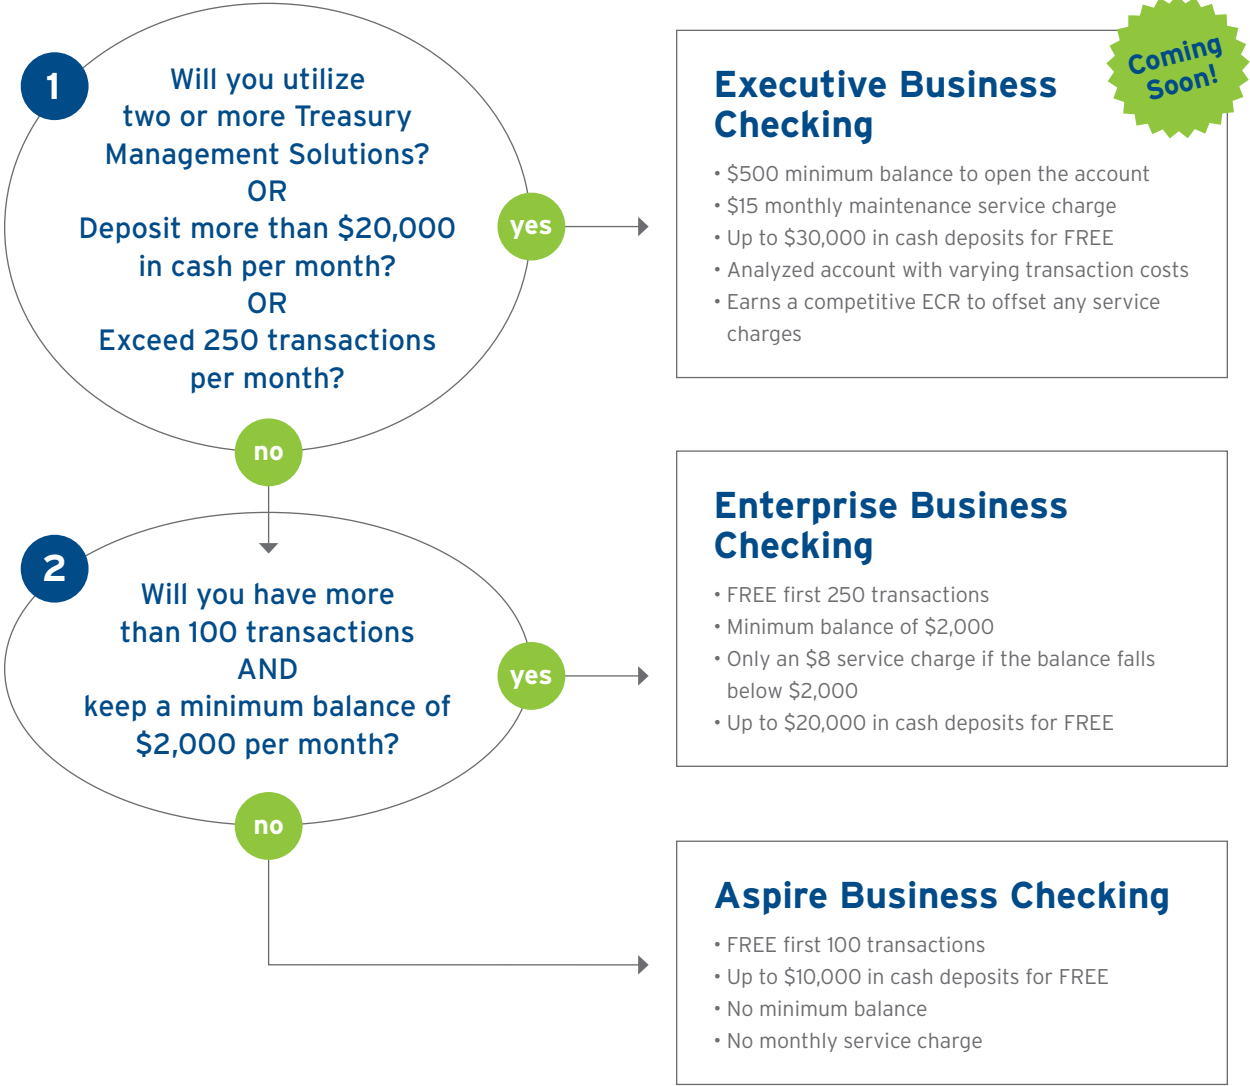 1
Will you utilize
two or more Treasury
Management Solutions?
OR
Deposit more than $20,000
in cash per month?
OR
Exceed 250 transactions
per month?
yes
no
Coming
Soon!
Executive Business
Checking
• $500 minimum balance to open the account
• $15 monthly maintenance service charge
• Up to $30,000 in cash deposits for FREE
• Analyzed account with varying transaction costs
• Earns a competitive ECR to offset any service
charges
2
Will you have more
than 100 transactions
AND
keep a minimum balance of
$2,000 per month?
yes
no
Enterprise Business
Checking
• FREE first 250 transactions
• Minimum balance of $2,000
• Only an $8 service charge if the balance falls
below $2,000
• Up to $20,000 in cash deposits for FREE
Aspire Business Checking
• FREE first 100 transactions
• Up to $10,000 in cash deposits for FREE
• No minimum balance
• No monthly service charge